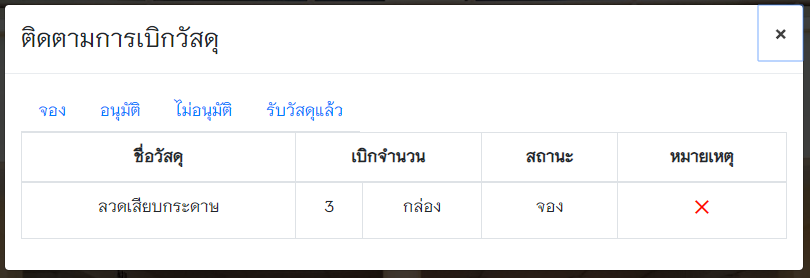 ติดตามการเบิกวัสดุ
จอง อนุมัติ ไม่อนุมัติ รับวัสดุแล้ว
ชื่อวัสดุ เบิกจำนวน สถานะ หมายเหตุ
ลวดเสียบกระดาษ 3 กล่อง จอง